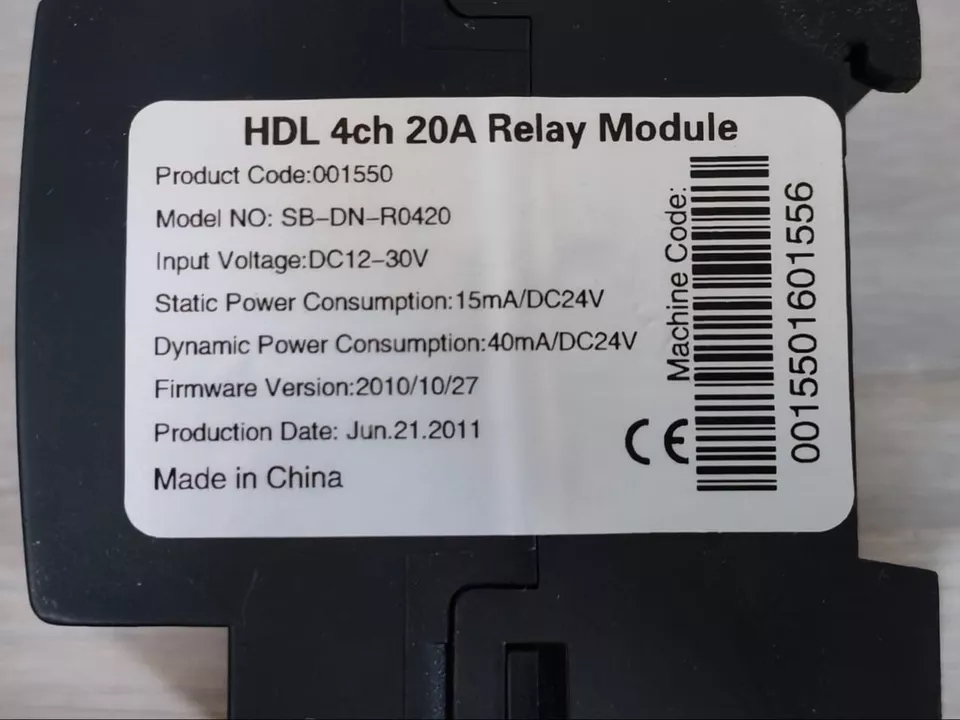 HDL 4ch 20A Relay Module
Product Code:001550
Model NO: SB-DN-R0420
Input Voltage:DC12-30V
Static Power Consumption:15mA/DC24V
Dynamic Power Consumption:40mA/DC24V
Firmware Version:2010/10/27
Production Date: Jun.21.2011
Made in China
CE
Machine Code:
0015501601556